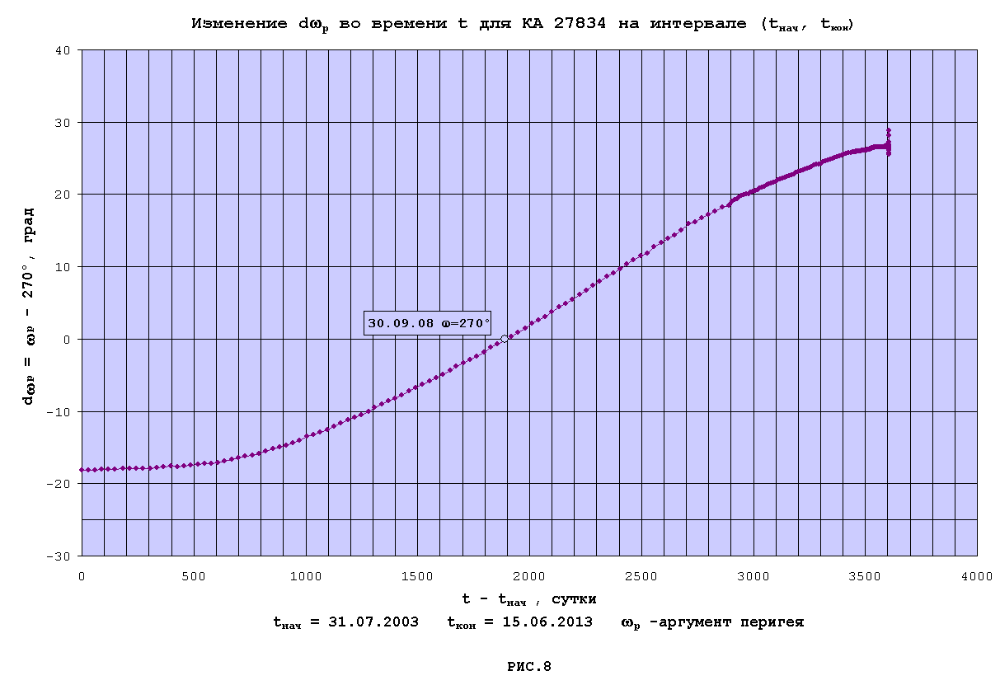 Изменение dωp во времени t для КА 27834 на интервале (tнач, tкон)
40
30
20
10
0
-10
-20
-30
dωp = ωp - 270°, град
30.09.08 ω=270°
0 500 1000 1500 2000 2500 3000 3500 4000
t - tнач , сутки
tнач = 31.07.2003 tкон = 15.06.2013 ωp -аргумент перигея
РИС.8